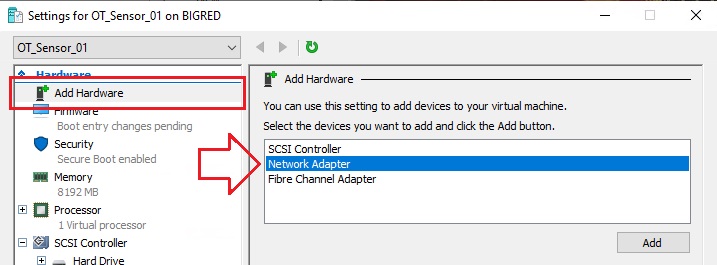 Settings for OT_Sensor_01 on BIGRED
OT_Sensor_01
Hardware
Add Hardware
Firmware
Boot entry changes pending
Security
Secure Boot enabled
Memory
8192 MB
Processor
1 Virtual processor
SCSI Controller
Hard Drive
Add Hardware
You can use this setting to add devices to your virtual machine.
Select the devices you want to add and click the Add button.
SCSI Controller
Network Adapter
Fibre Channel Adapter
Add